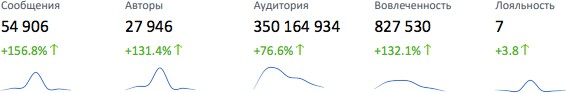 Сообщения Авторы Аудитория Вовлеченность Лояльность
54 906 27 946 350 164 934 827 530 7
+156.8%↑ +131.4%↑ +76.6%↑ +132.1%↑ +3.8↑